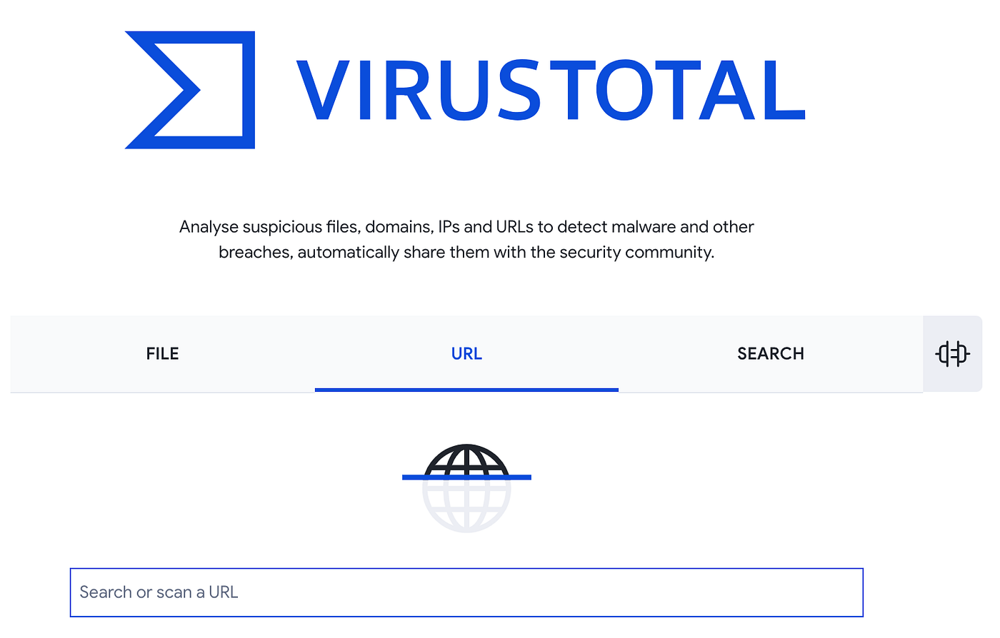 VIRUSTOTAL
Analyse suspicious files, domains, IPs and URLs to detect malware and other
breaches, automatically share them with the security community.
FILE
URL
SEARCH
Search or scan a URL